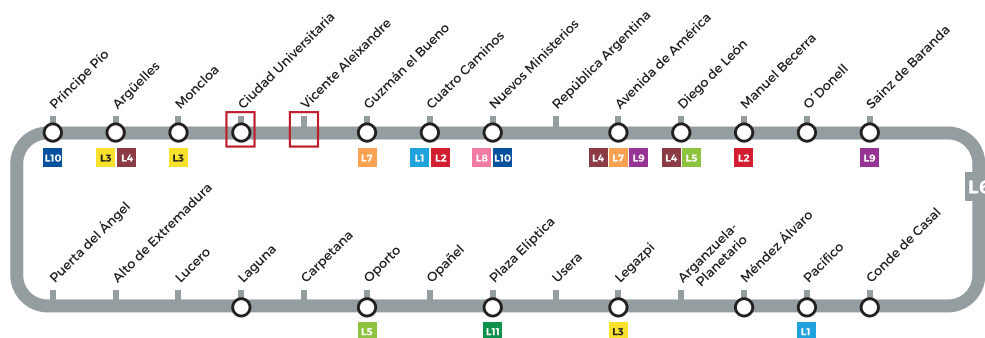 Principe Pío
Argüelles
Moncloa
Ciudad Universitaria
Vicente Aleixandre
Guzmán el Bueno
Cuatro Caminos
Nuevos Ministerios
República Argentina
Avenida de América
Diego de León
Manuel Becerra
O´Donell
Sainz de Baranda
L10
L3 L4
L3
L7
L1 L2
L8 L10
L4 L7 L9
L4 L5
L2
L9
L6
Puerta del Ángel
Alto de Extremadura
Lucero
Laguna
Carpetana
Oporto
Opañel
Plaza Elíptica
Usera
Legazpi
Arganzuela-
Planetario
Méndez Álvaro
Pacífico
Conde de Casal
L5
L11
L3
L1